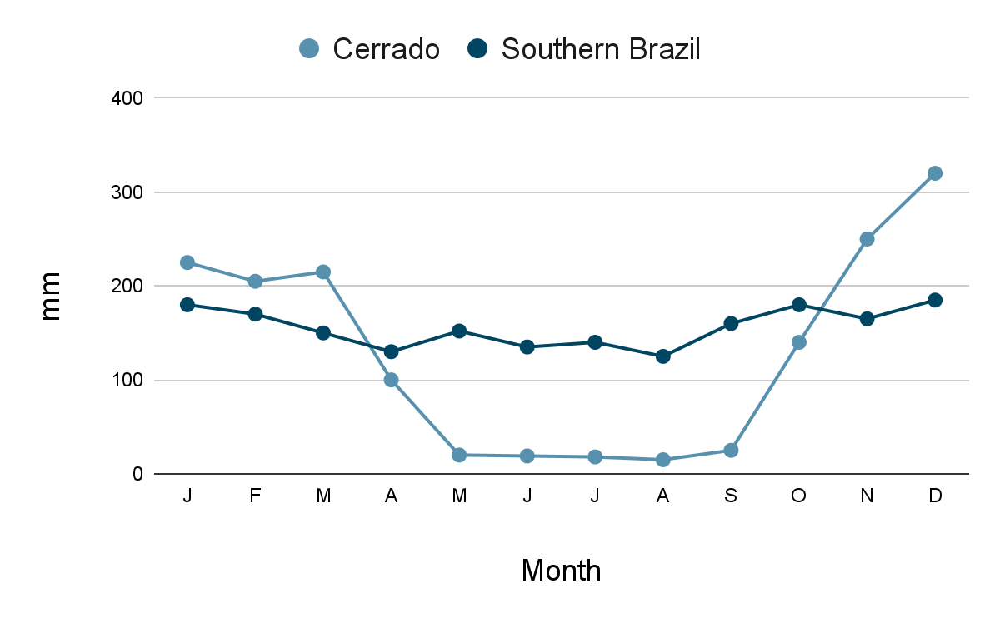 Cerrado Southern Brazil
400
300
200
100
0
mm
J F M A M J J A S O N D
Month